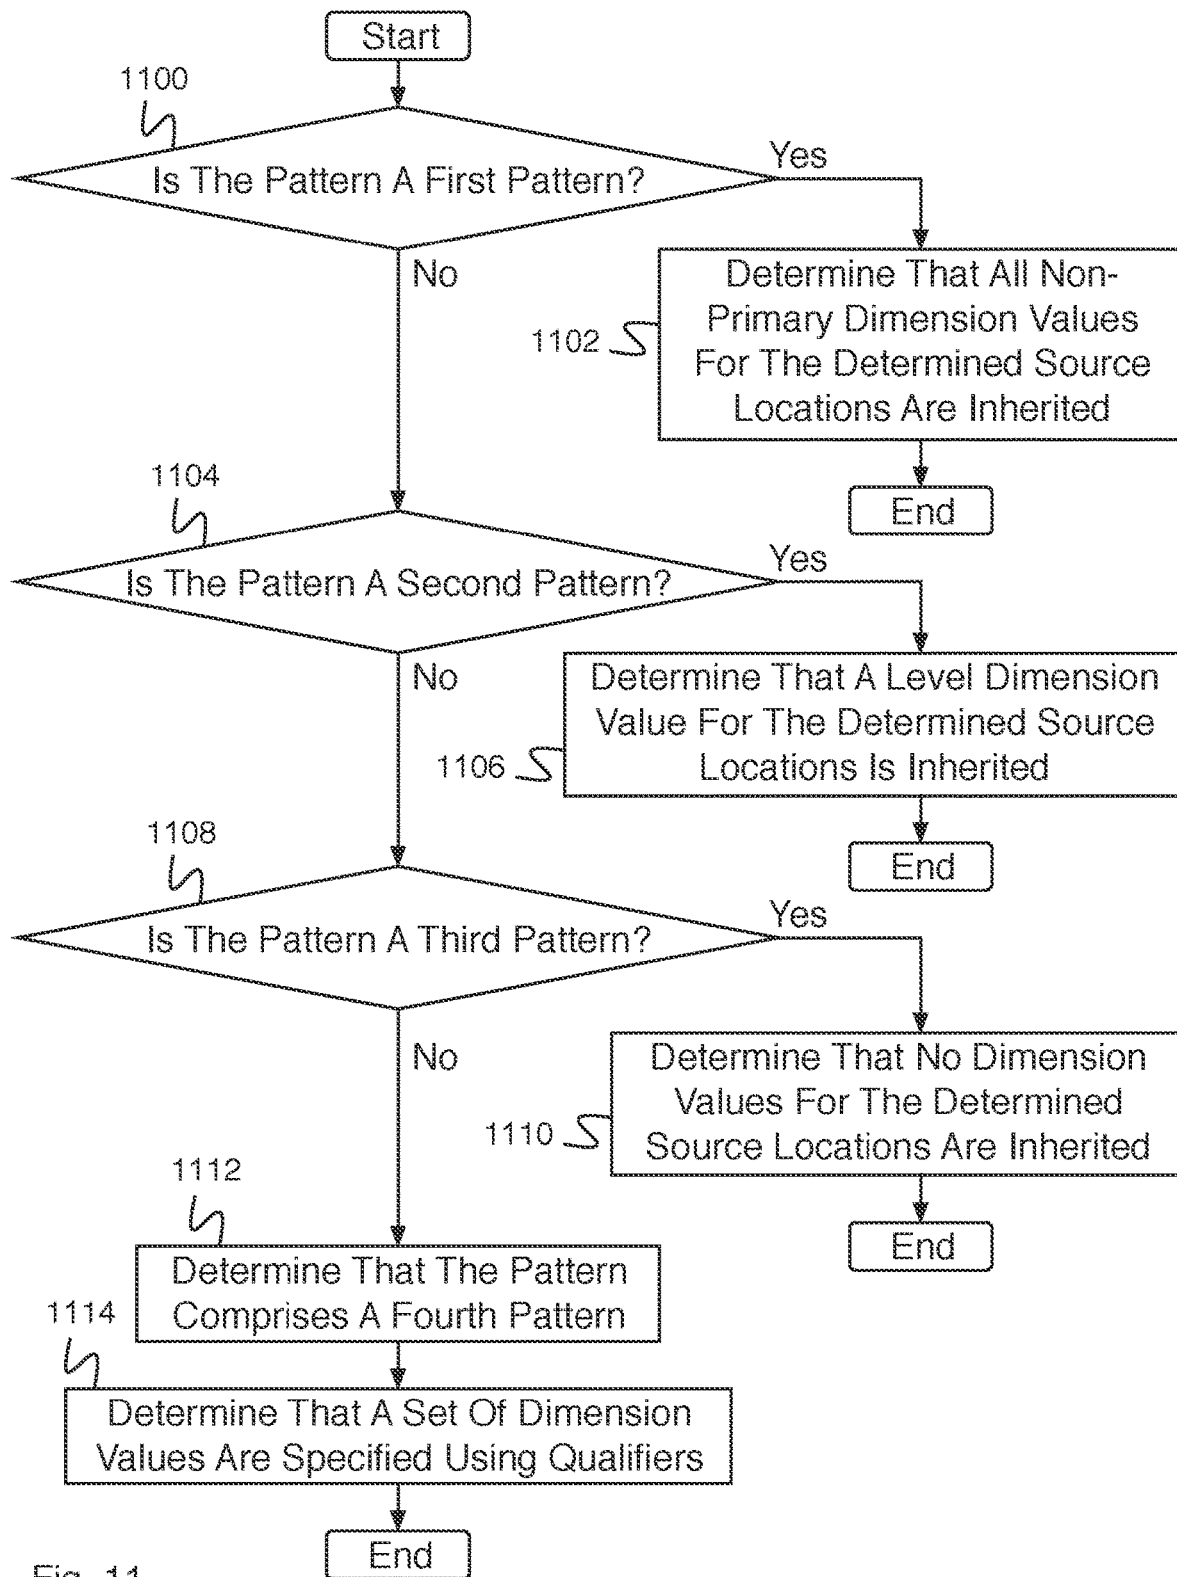 Start
1100
Is The Pattern A First Pattern?
Yes
No
Determine That All Non-
Primary Dimension Values
For The Determined Source
Locations Are Inherited
1102
End
1104
Is The Pattern A Second Pattern?
Yes
No
Determine That A Level Dimension
Value For The Determined Source
Locations Is Inherited
1106
End
1108
Is The Pattern A Third Pattern?
Yes
No
Determine That No Dimension
Values For The Determined
Source Locations Are Inherited
1110
End
1112
Determine That The Pattern
Comprises A Fourth Pattern
1114
Determine That A Set Of Dimension
Values Are Specified Using Qualifiers
End
Fig. 11